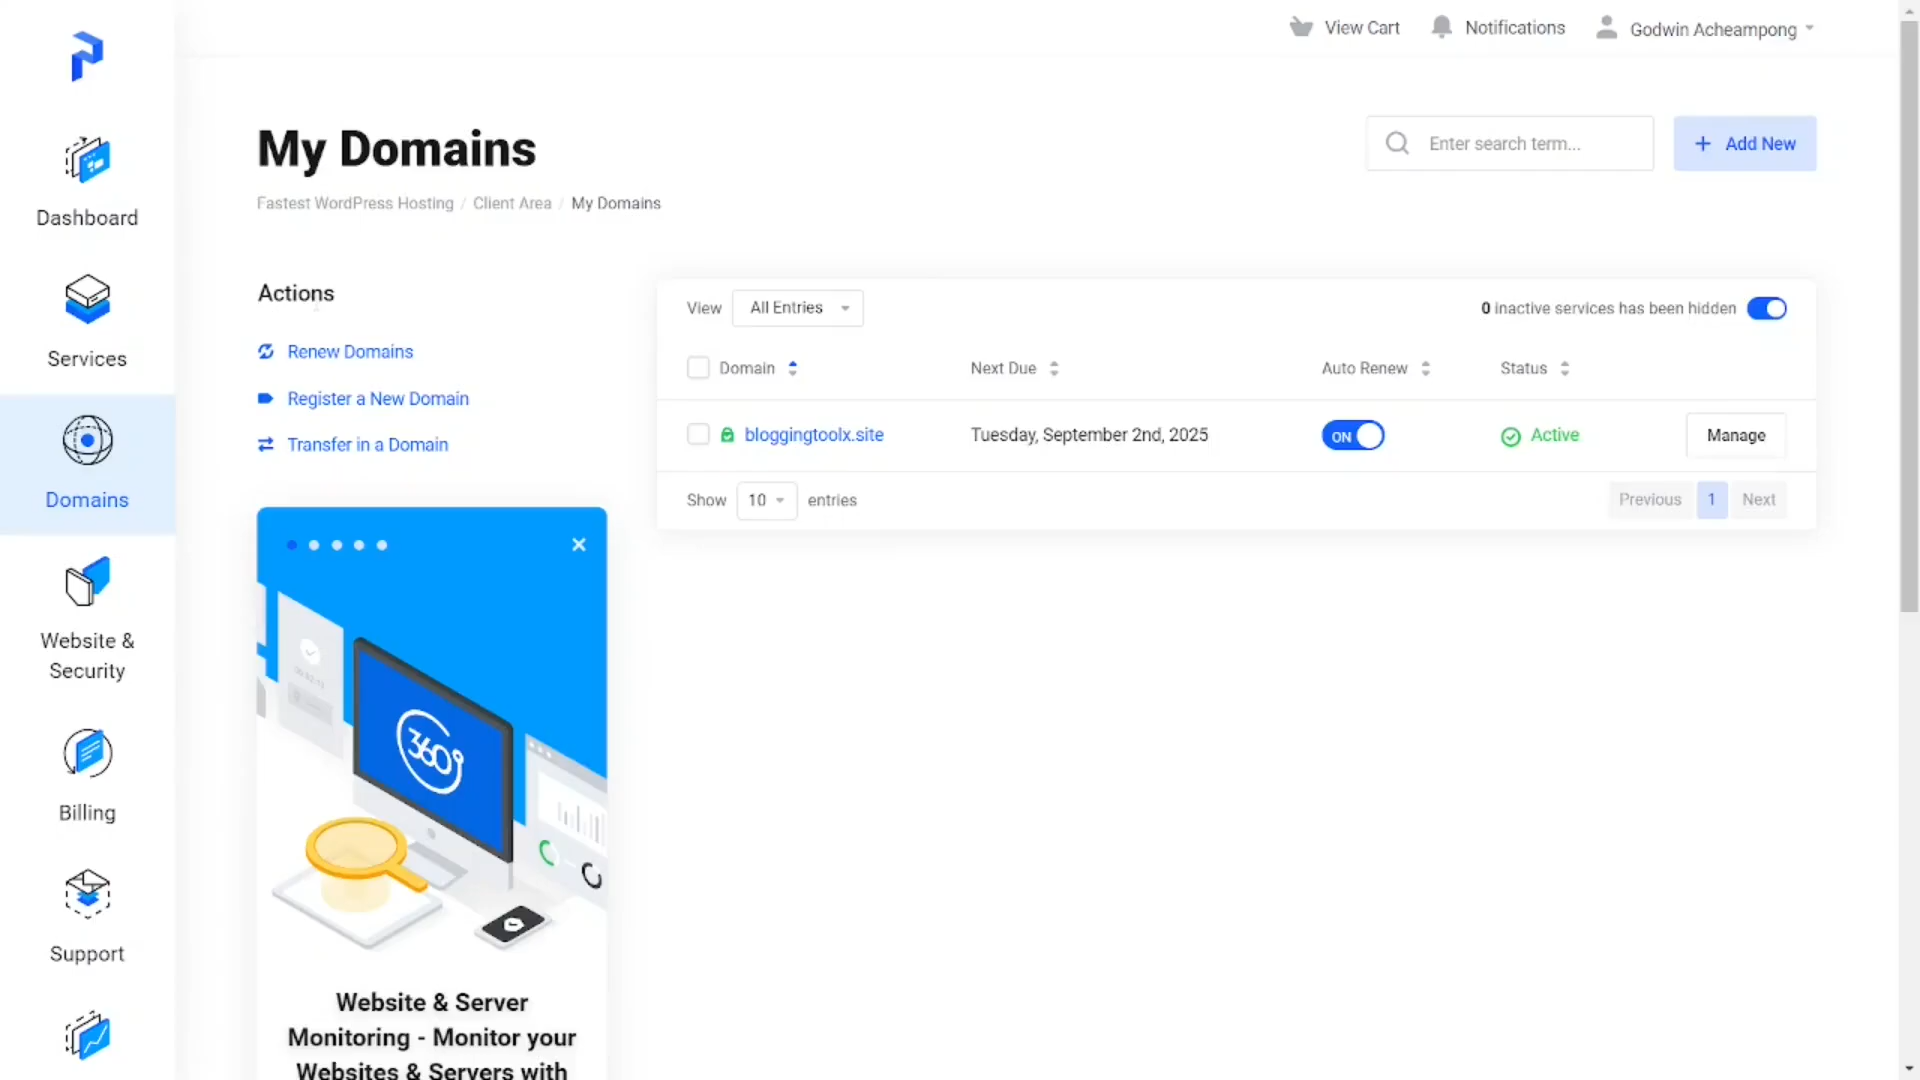 View Cart
Notifications
Godwin Acheampong
My Domains
Enter search term...
+ Add New
Fastest WordPress Hosting / Client Area / My Domains
Dashboard
Services
Domains
Website &
Security
Billing
Support
Actions
Renew Domains
Register a New Domain
Transfer in a Domain
View
All Entries
0 inactive services has been hidden
Domain
Next Due
Auto Renew
Status
bloggingtoolx.site
Tuesday, September 2nd, 2025
ON
Active
Manage
Show
10
entries
Previous
1
Next
360°
Website & Server
Monitoring - Monitor your
Websites & Servers with